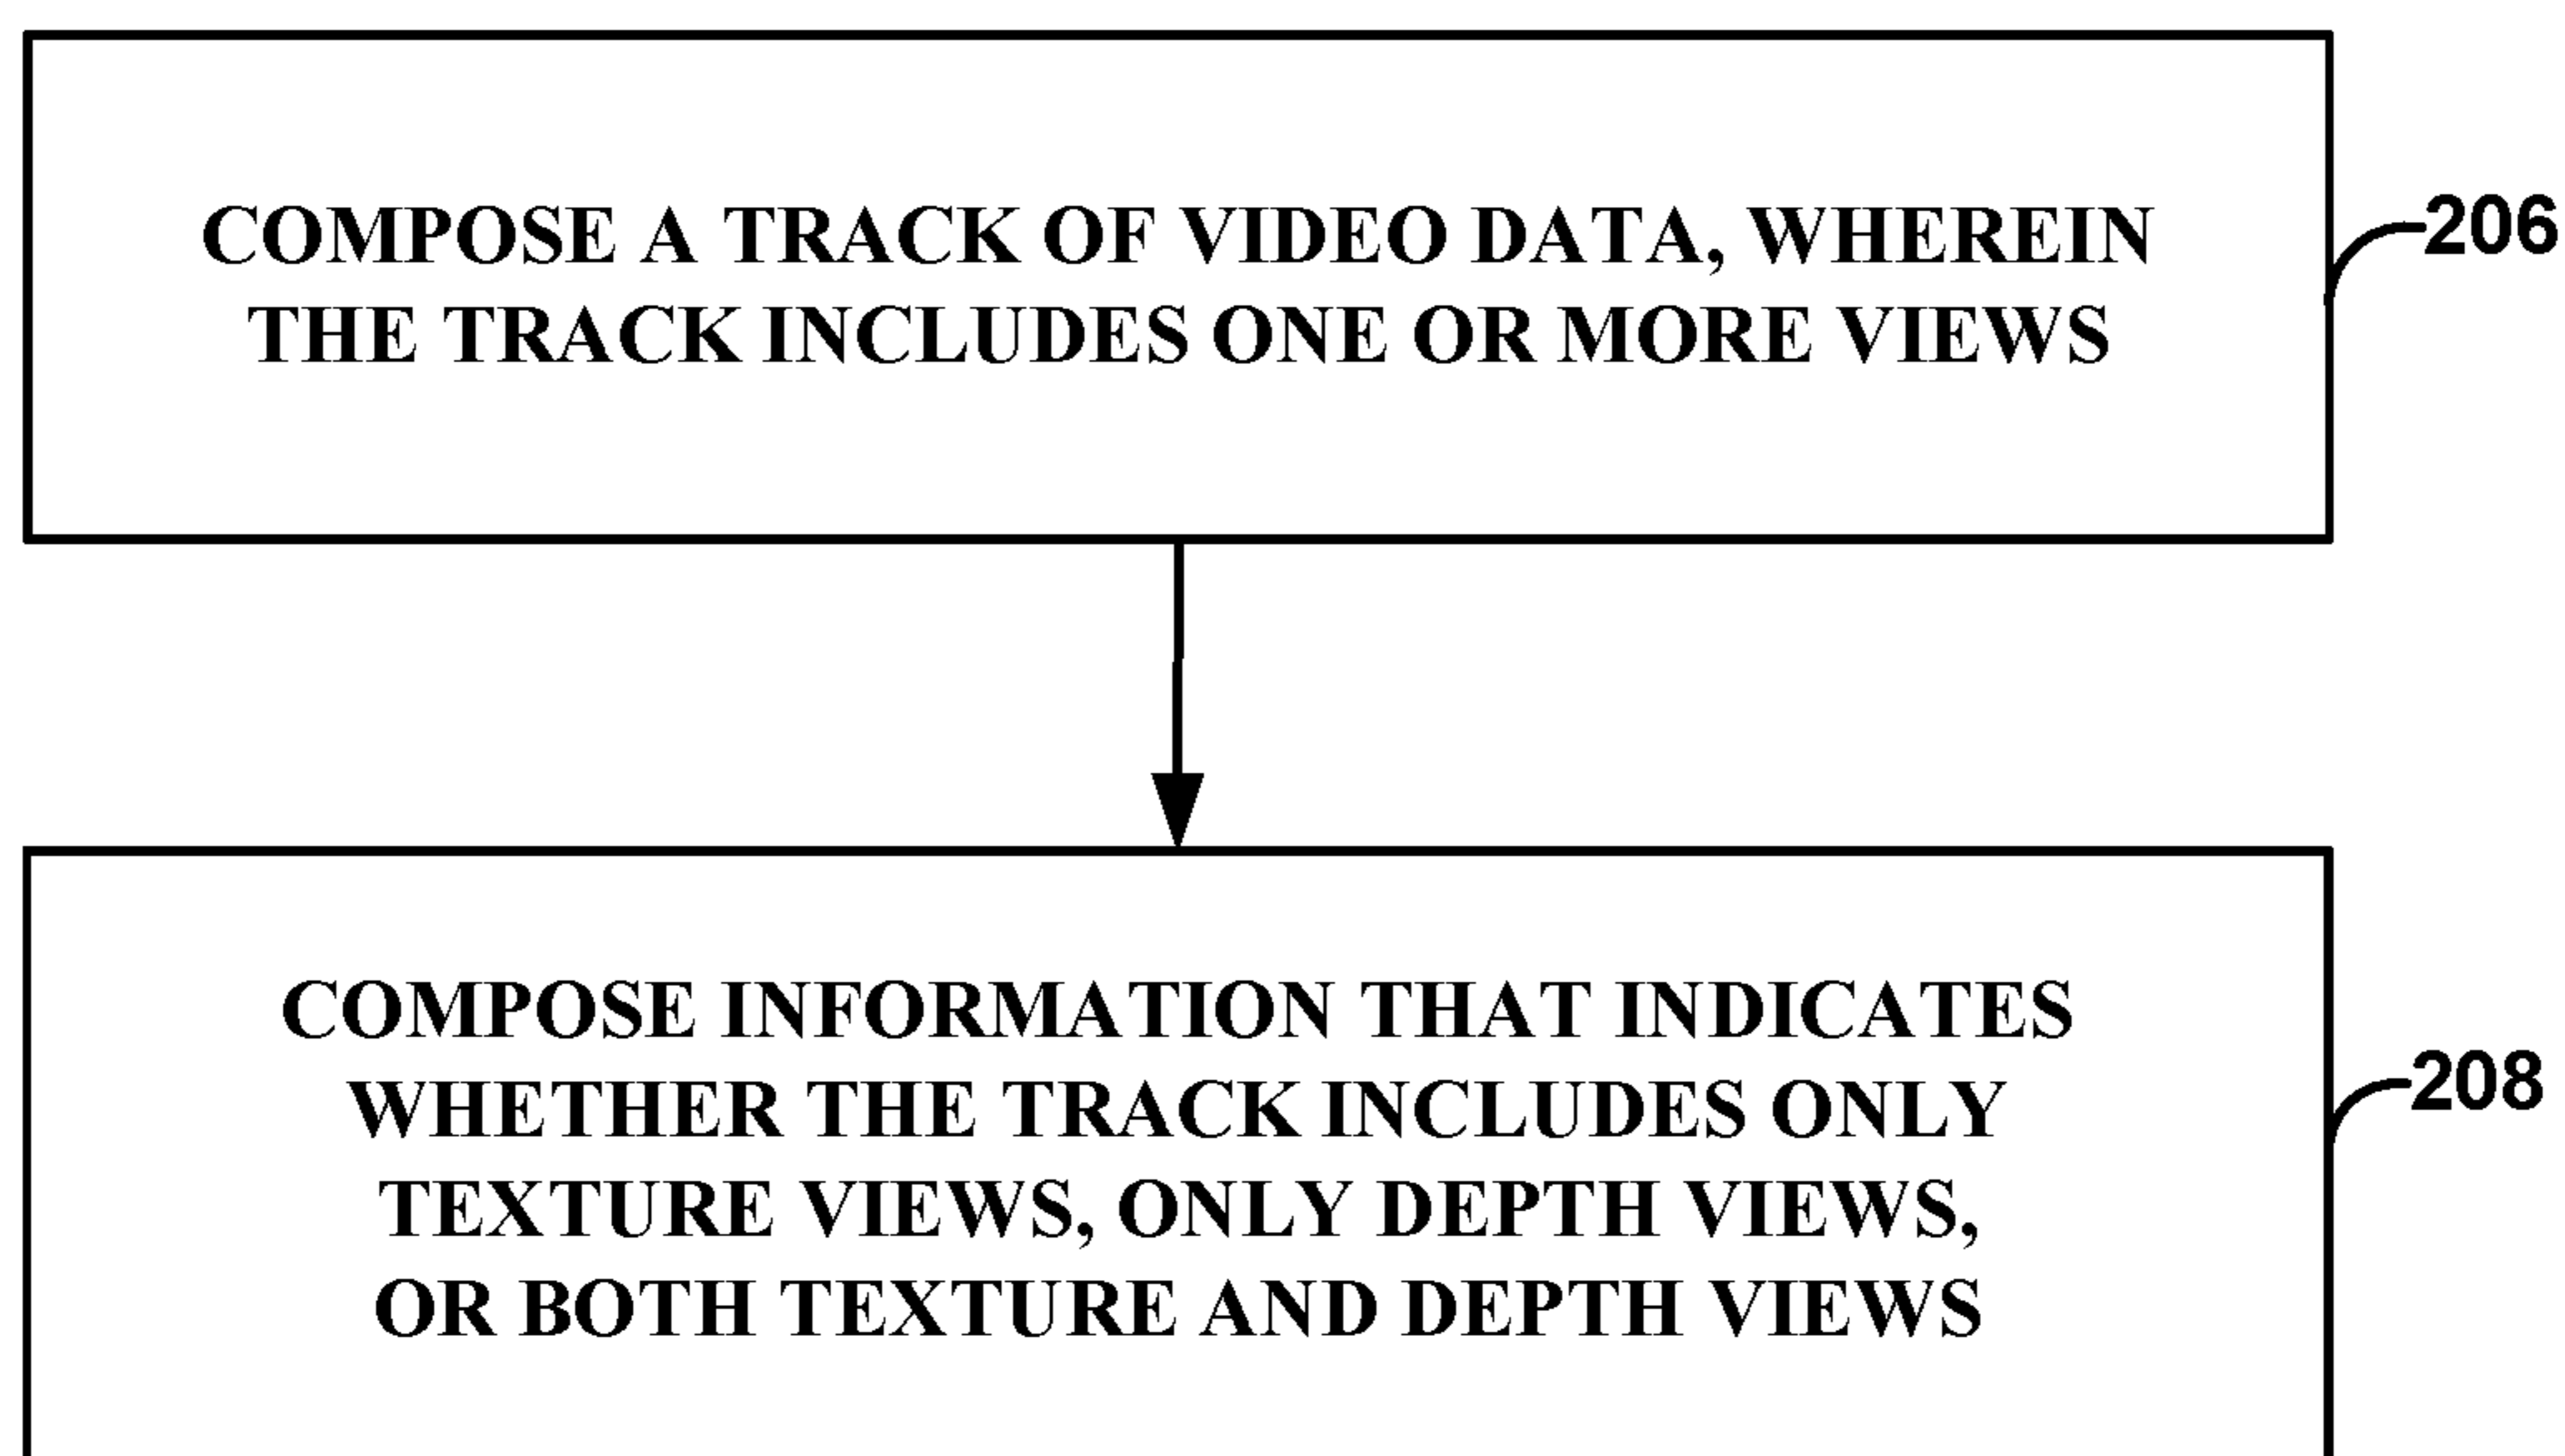 COMPOSE A TRACK OF VIDEO DATA, WHEREIN
THE TRACK INCLUDES ONE OR MORE VIEWS
206
COMPOSE INFORMATION THAT INDICATES
WHETHER THE TRACK INCLUDES ONLY
TEXTURE VIEWS, ONLY DEPTH VIEWS,
OR BOTH TEXTURE AND DEPTH VIEWS
208